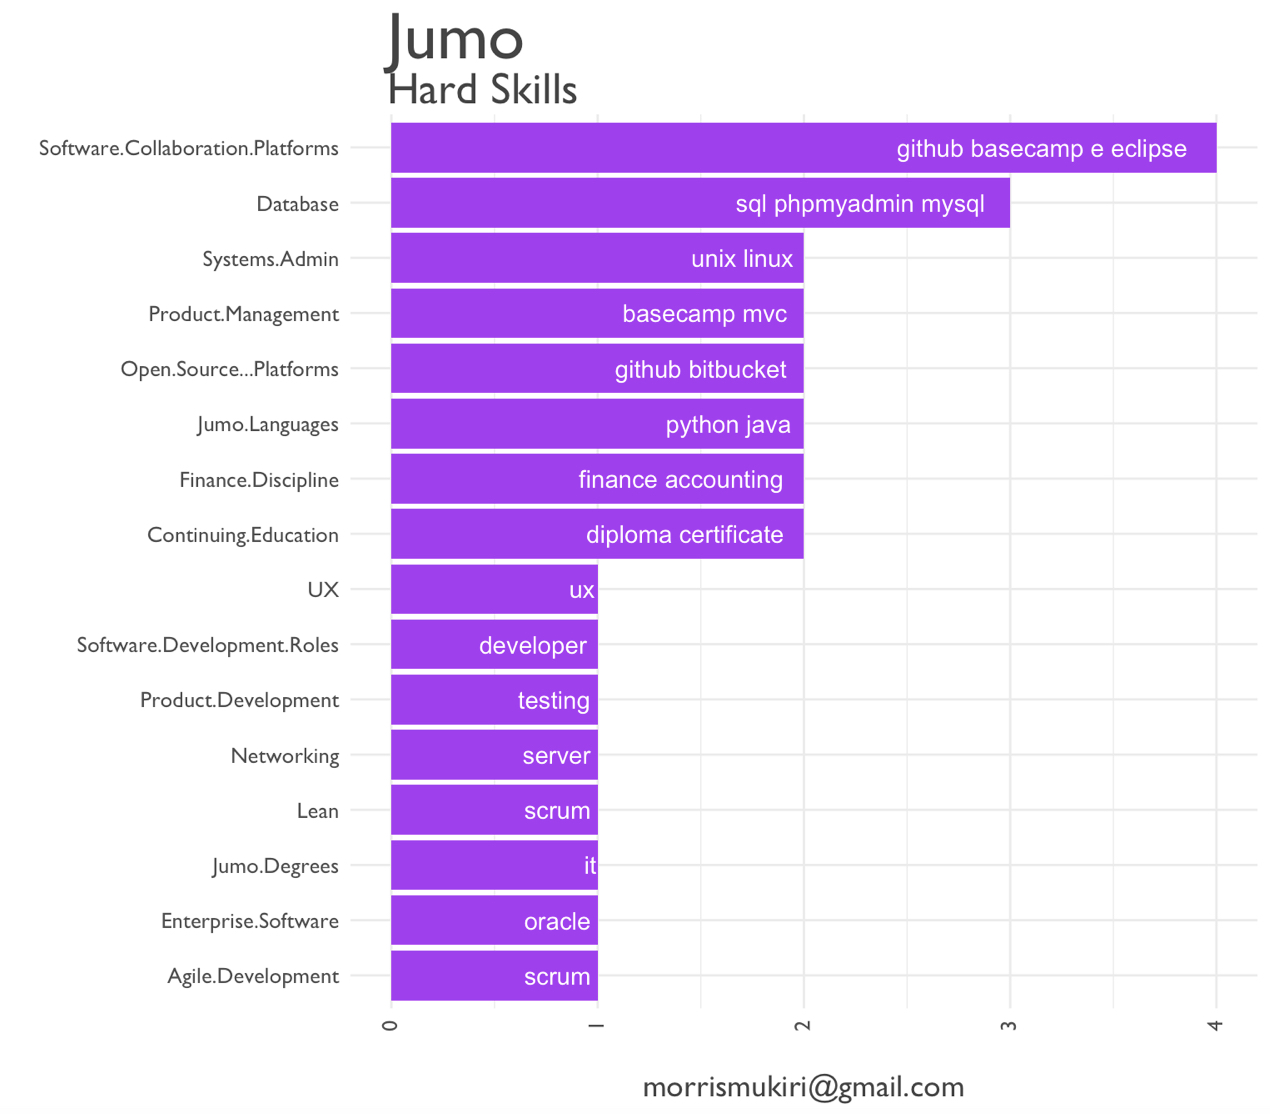 Jumo
Hard Skills
Software.Collaboration.Platforms github basecamp e eclipse
Database sql phpmyadmin mysql
Systems.Admin unix linux
Product.Management basecamp mvc
Open.Source...Platforms github bitbucket
Jumo.Languages python java
Finance.Discipline finance accounting
Continuing.Education diploma certificate
UX ux
Software.Development.Roles developer
Product.Development testing
Networking server
Lean scrum
Jumo.Degrees it
Enterprise.Software oracle
Agile.Development scrum
0 1 2 3 4
morrismukiri@gmail.com